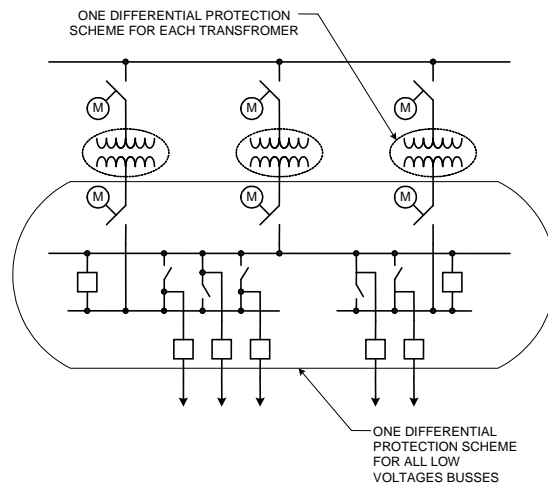 ONE DIFFERENTIAL PROTECTION
SCHEME FOR EACH TRANSFROMER
M
M
M
M
M
M
ONE DIFFERENTIAL
PROTECTION SCHEME
FOR ALL LOW
VOLTAGES BUSSES